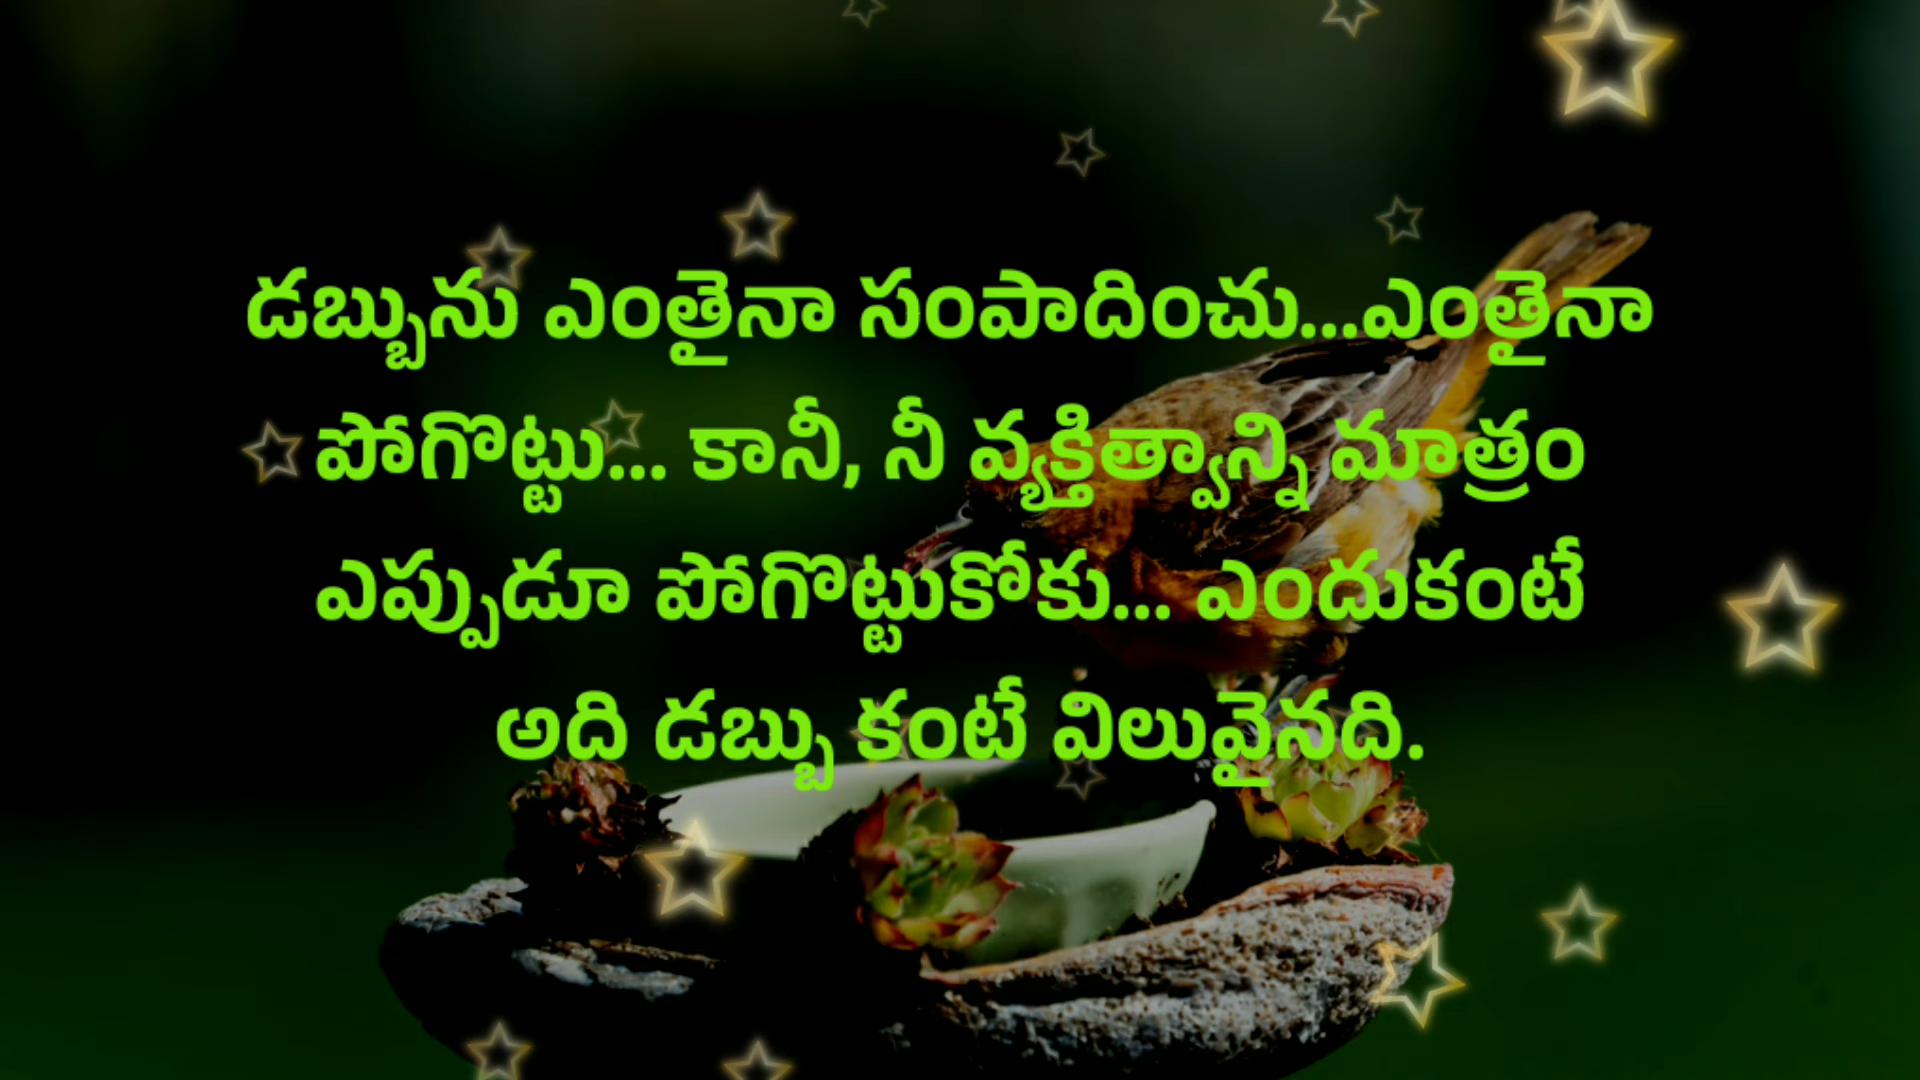 డబ్బును ఎంతైనా సంపాదించు...ఎంతైనా
పోగొట్టు... కానీ, నీ వ్యక్తిత్వాన్ని మాత్రం
ఎప్పుడూ పోగొట్టుకోకు... ఎందుకంటే
అది డబ్బు కంటే విలువైనది.